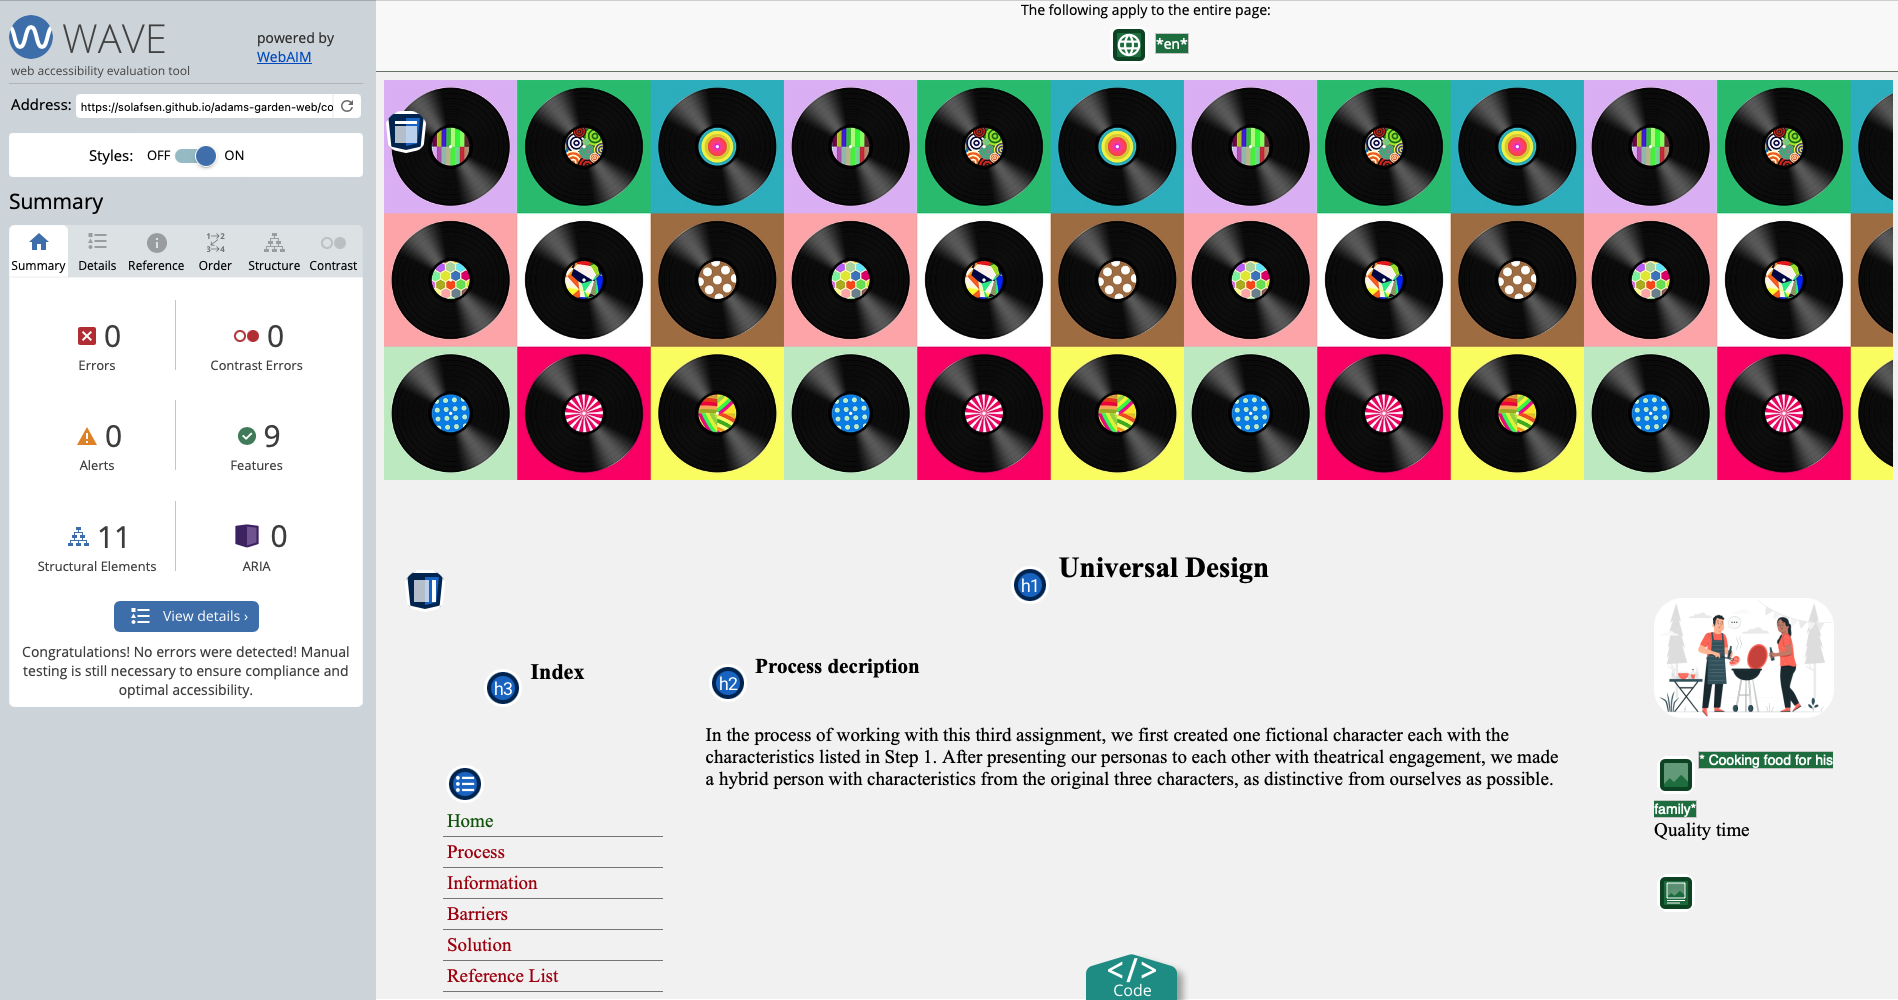 WAVE
web accessibility evaluation tool
powered by
WebAIM
Address: https://solafsen.github.io/adams-garden-web/co
Styles: OFF ON
Summary
Summary Details Reference Order Structure Contrast
0 Errors
0 Contrast Errors
0 Alerts
9 Features
11 Structural Elements
0 ARIA
View details ›
Congratulations! No errors were detected! Manual
testing is still necessary to ensure compliance and
optimal accessibility.
The following apply to the entire page:
*en*
h1 Universal Design
h3 Index
Home
Process
Information
Barriers
Solution
Reference List
h2 Process decription
In the process of working with this third assignment, we first created one fictional character each with the
characteristics listed in Step 1. After presenting our personas to each other with theatrical engagement, we made
a hybrid person with characteristics from the original three characters, as distinctive from ourselves as possible.
* Cooking food for his
family*
Quality time
</>
Code